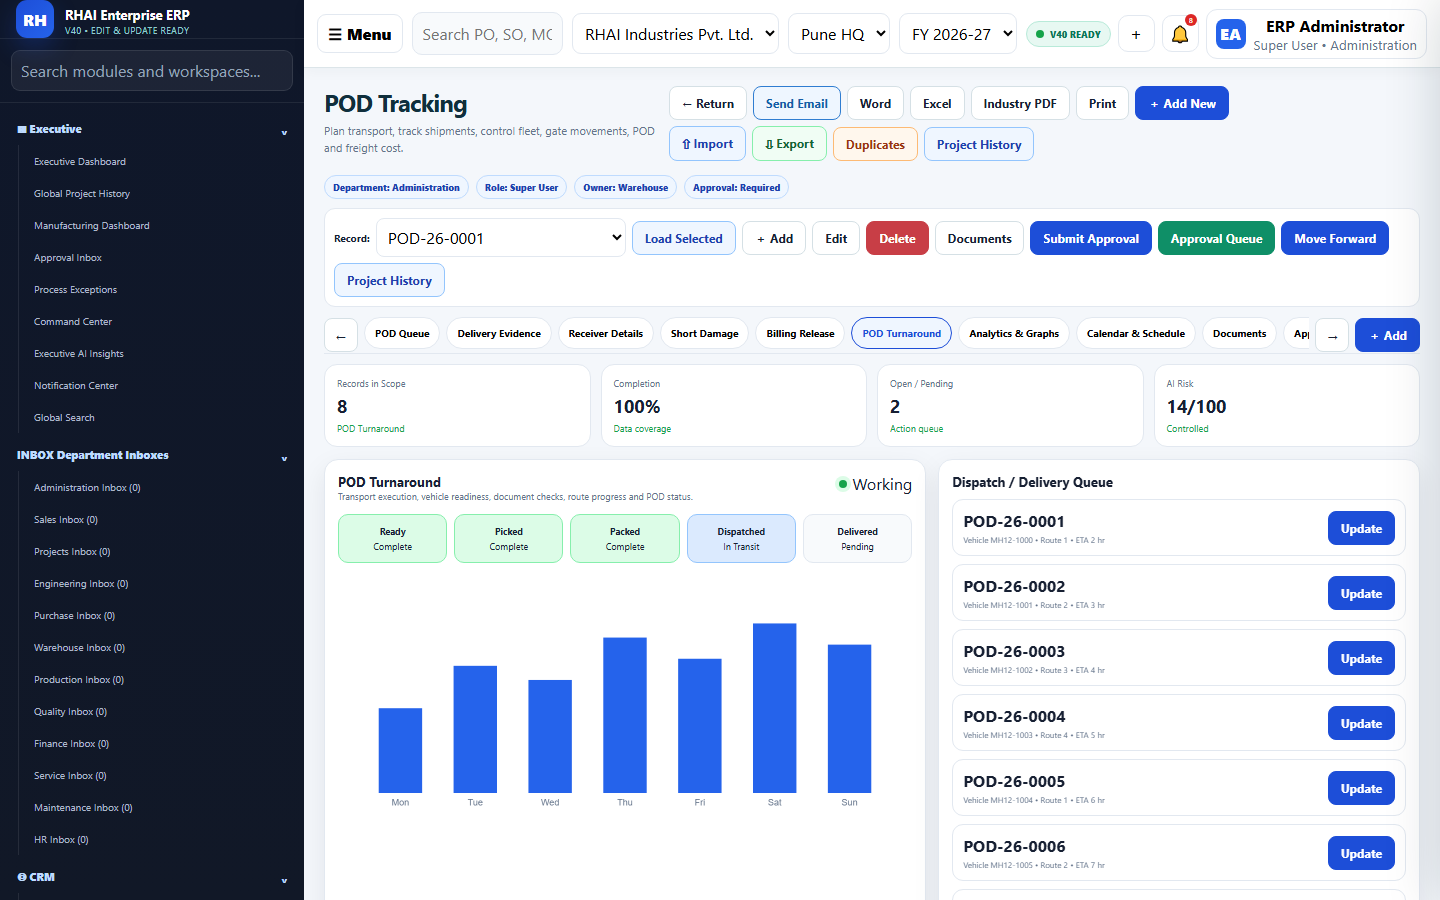 RH
RHAI Enterprise ERP
V40 • EDIT & UPDATE READY
Search modules and workspaces...
Executive
Executive Dashboard
Global Project History
Manufacturing Dashboard
Approval Inbox
Process Exceptions
Command Center
Executive AI Insights
Notification Center
Global Search
INBOX Department Inboxes
Administration Inbox (0)
Sales Inbox (0)
Projects Inbox (0)
Engineering Inbox (0)
Purchase Inbox (0)
Warehouse Inbox (0)
Production Inbox (0)
Quality Inbox (0)
Finance Inbox (0)
Service Inbox (0)
Maintenance Inbox (0)
HR Inbox (0)
CRM
☰ Menu
Search PO, SO, MO
RHAI Industries Pvt. Ltd.
Pune HQ
FY 2026-27
V40 READY
+
8
EA
ERP Administrator
Super User • Administration
POD Tracking
Plan transport, track shipments, control fleet, gate movements, POD
and freight cost.
← Return
Send Email
Word
Excel
Industry PDF
Print
+ Add New
⇧ Import
⇩ Export
Duplicates
Project History
Department: Administration
Role: Super User
Owner: Warehouse
Approval: Required
Record:
POD-26-0001
Load Selected
+ Add
Edit
Delete
Documents
Submit Approval
Approval Queue
Move Forward
Project History
←
POD Queue
Delivery Evidence
Receiver Details
Short Damage
Billing Release
POD Turnaround
Analytics & Graphs
Calendar & Schedule
Documents
Ap
→
+ Add
Records in Scope
8
POD Turnaround
Completion
100%
Data coverage
Open / Pending
2
Action queue
AI Risk
14/100
Controlled
POD Turnaround
Transport execution, vehicle readiness, document checks, route progress and POD status.
Working
Ready
Complete
Picked
Complete
Packed
Complete
Dispatched
In Transit
Delivered
Pending
Mon
Tue
Wed
Thu
Fri
Sat
Sun
Dispatch / Delivery Queue
POD-26-0001
Vehicle MH12-1000 • Route 1 • ETA 2 hr
Update
POD-26-0002
Vehicle MH12-1001 • Route 2 • ETA 3 hr
Update
POD-26-0003
Vehicle MH12-1002 • Route 3 • ETA 4 hr
Update
POD-26-0004
Vehicle MH12-1003 • Route 4 • ETA 5 hr
Update
POD-26-0005
Vehicle MH12-1004 • Route 1 • ETA 6 hr
Update
POD-26-0006
Vehicle MH12-1005 • Route 2 • ETA 7 hr
Update